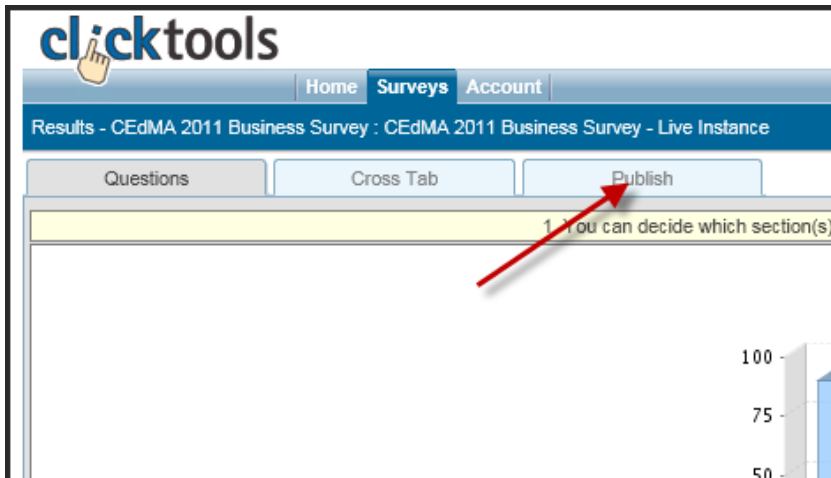 clicktools
Home Surveys Account
Results - CEdMA 2011 Business Survey : CEdMA 2011 Business Survey - Live Instance
Questions Cross Tab Publish
1. You can decide which section(s)
100
75
50